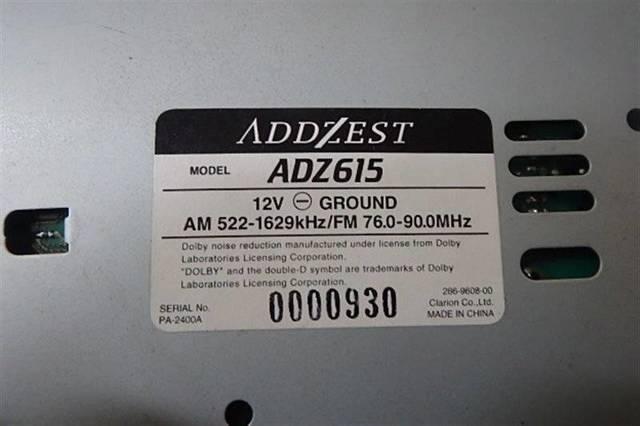 ADDZEST
MODEL ADZ615
12V ⊖ GROUND
AM 522-1629kHz/FM 76.0-90.0MHz
Dolby noise reduction manufactured under license from Dolby
Laboratories Licensing Corporation.
"DOLBY" and the double-D symbol are trademarks of Dolby
Laboratories Licensing Corporation.
SERIAL No. 0000930 286-9608-00
PA-2400A Clarion Co.,Ltd.
MADE IN CHINA